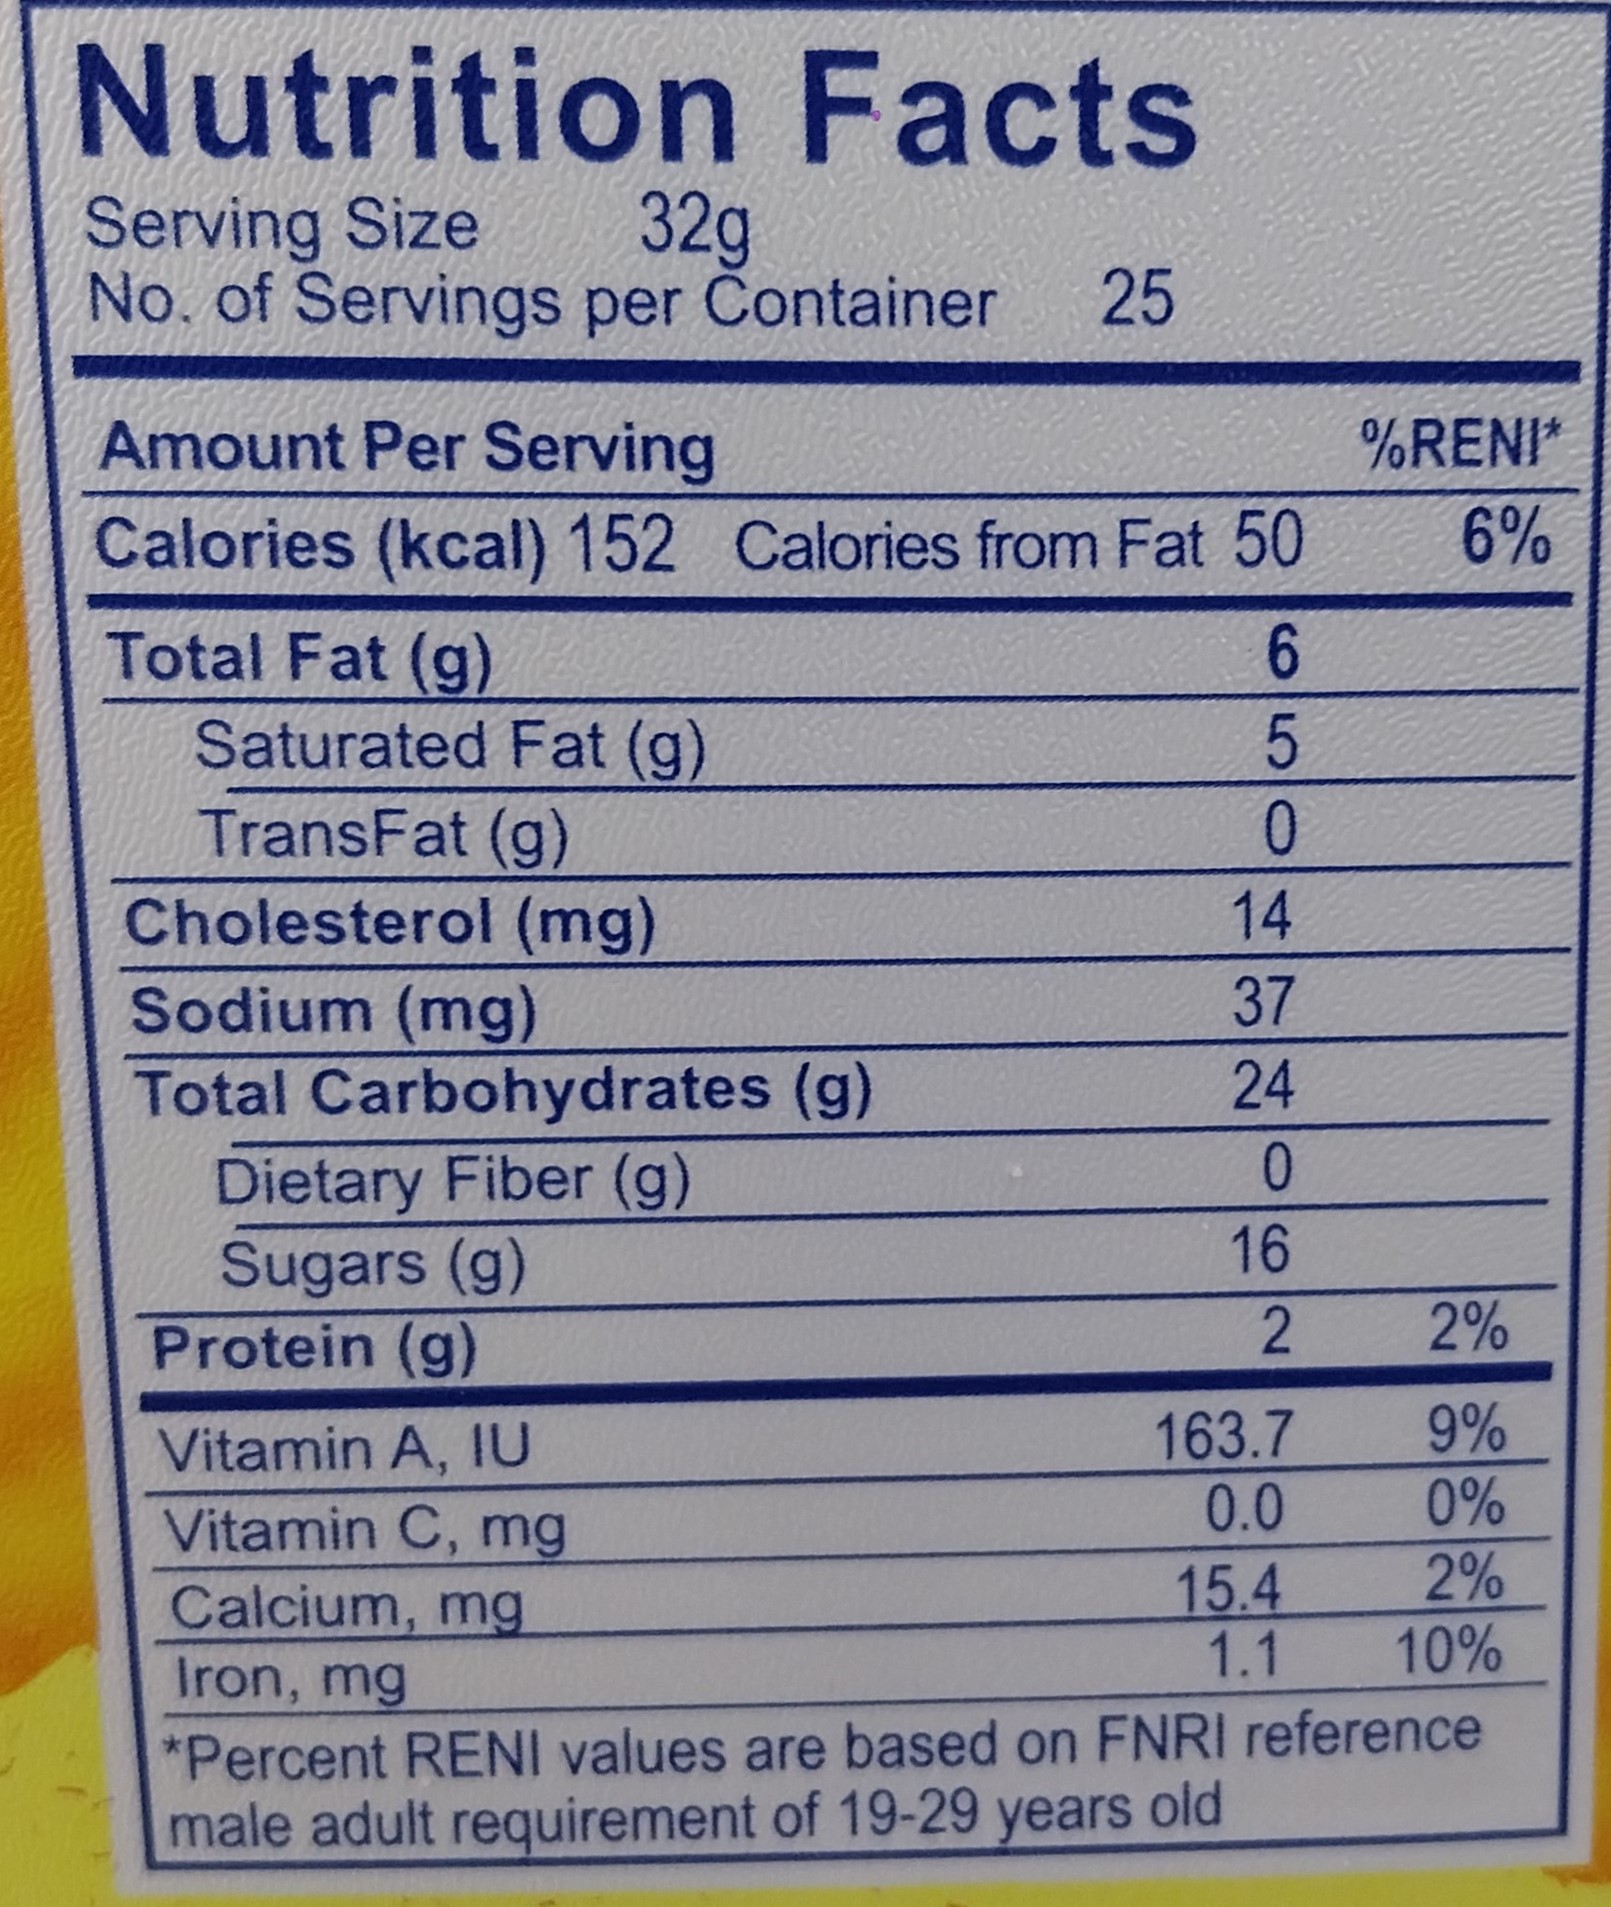 Nutrition Facts
Serving Size 32g
No. of Servings per Container 25
Amount Per Serving %RENI*
Calories (kcal) 152 Calories from Fat 50 6%
Total Fat (g) 6
Saturated Fat (g) 5
TransFat (g) 0
Cholesterol (mg) 14
Sodium (mg) 37
Total Carbohydrates (g) 24
Dietary Fiber (g) 0
Sugars (g) 16
Protein (g) 2 2%
Vitamin A, IU 163.7 9%
Vitamin C, mg 0.0 0%
Calcium, mg 15.4 2%
Iron, mg 1.1 10%
*Percent RENI values are based on FNRI reference
male adult requirement of 19-29 years old